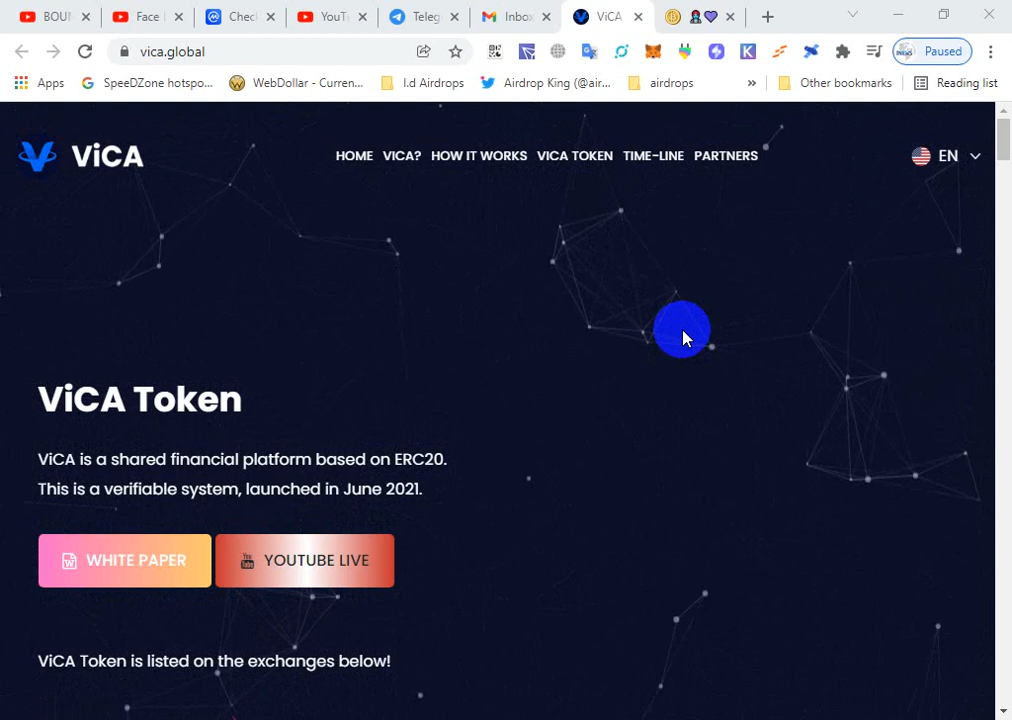 BOUN
Face
Chec
YouT
Teleg
Inbox
ViCA
vica.global
Paused
Apps
SpeeDZone hotspo...
WebDollar - Curren...
I.d Airdrops
Airdrop King (@air...
airdrops
»
Other bookmarks
Reading list
ViCA
HOME
VICA?
HOW IT WORKS
VICA TOKEN
TIME-LINE
PARTNERS
EN
ViCA Token
ViCA is a shared financial platform based on ERC20.
This is a verifiable system, launched in June 2021.
WHITE PAPER
YOUTUBE LIVE
ViCA Token is listed on the exchanges below!